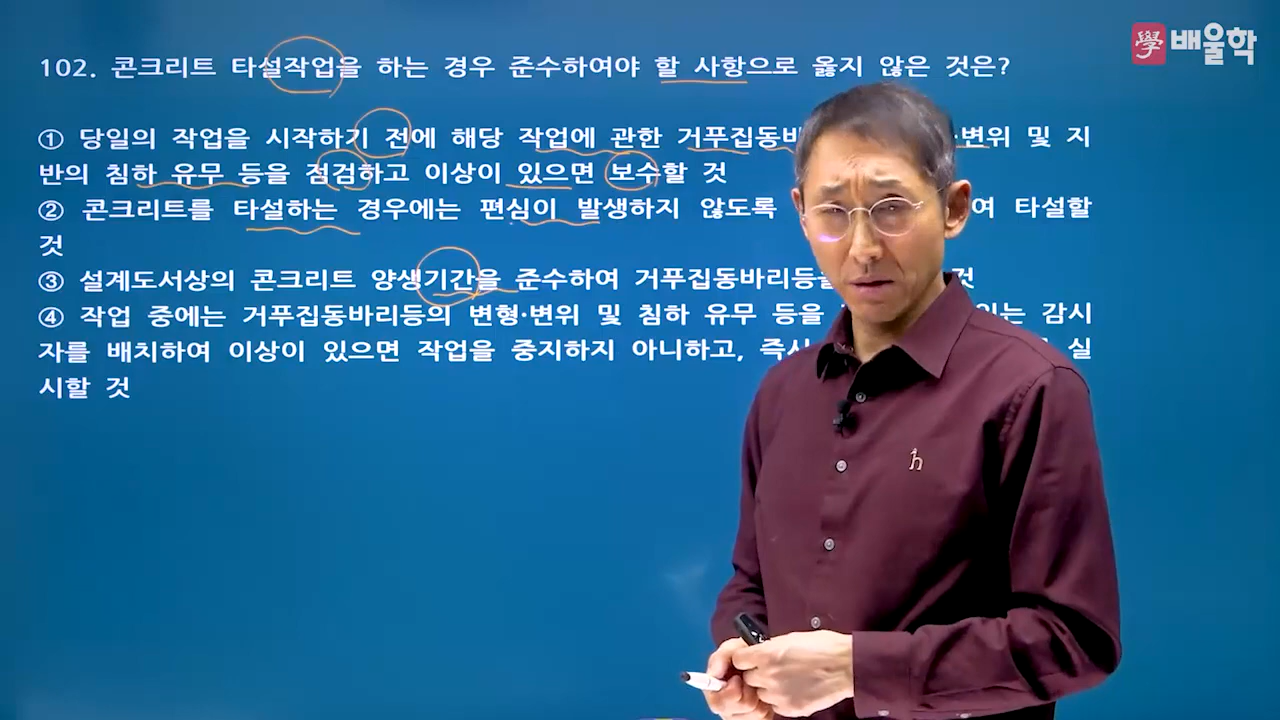 學 배울학
102. 콘크리트 타설작업을 하는 경우 준수하여야 할 사항으로 옳지 않은 것은?
① 당일의 작업을 시작하기 전에 해당 작업에 관한 거푸집동바 ·변위 및 지
반의 침하 유무 등을 점검하고 이상이 있으면 보수할 것
② 콘크리트를 타설하는 경우에는 편심이 발생하지 않도록 여 타설할
것
③ 설계도서상의 콘크리트 양생기간을 준수하여 거푸집동바리등을 것
④ 작업 중에는 거푸집동바리등의 변형·변위 및 침하 유무 등을 있는 감시
자를 배치하여 이상이 있으면 작업을 중지하지 아니하고, 즉시 실
시할 것